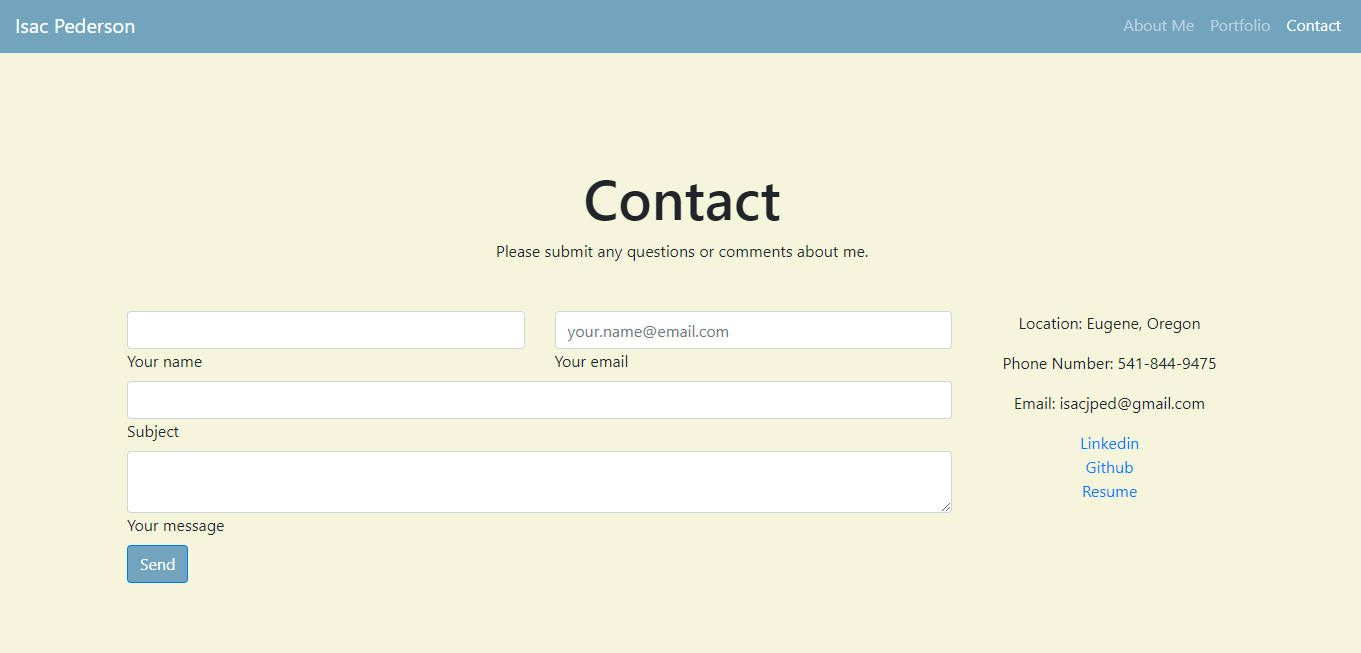 Isac Pederson
About Me Portfolio Contact
Contact
Please submit any questions or comments about me.
your.name@email.com
Your name
Your email
Subject
Your message
Send
Location: Eugene, Oregon
Phone Number: 541-844-9475
Email: isacjped@gmail.com
Linkedin
Github
Resume